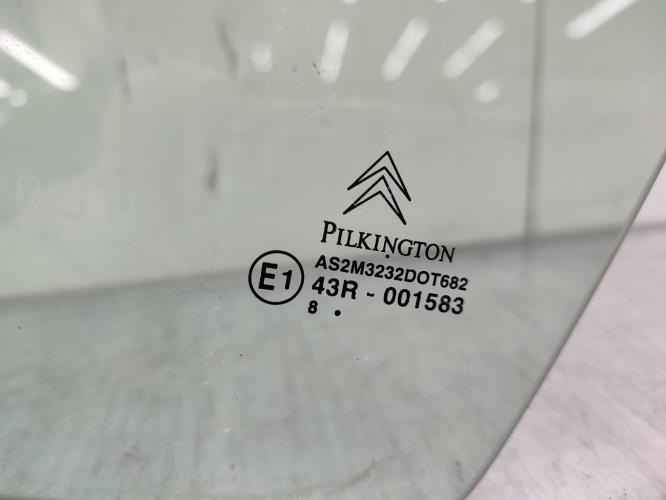 PILKINGTON
AS2M3232DOT682
E1
43R - 001583
8 .